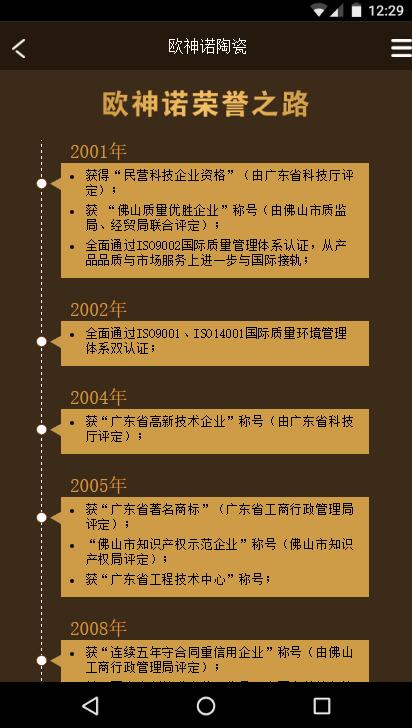 12:29
欧神诺陶瓷
欧神诺荣誉之路
2001年
获得“民营科技企业资格”（由广东省科技厅评
定）；
获 “佛山质量优胜企业”称号（由佛山市质监
局、经贸局联合评定）；
全面通过ISO9002国际质量管理体系认证，从产
品品质与市场服务上进一步与国际接轨；
2002年
全面通过ISO9001、ISO14001国际质量环境管理
体系双认证；
2004年
获“广东省高新技术企业”称号（由广东省科技
厅评定）；
2005年
获“广东省著名商标”（广东省工商行政管理局
评定）；
“佛山市知识产权示范企业”称号（佛山市知识
产权局评定）；
获“广东省工程技术中心”称号；
2008年
获“连续五年守合同重信用企业”称号（由佛山
工商行政管理局评定）；